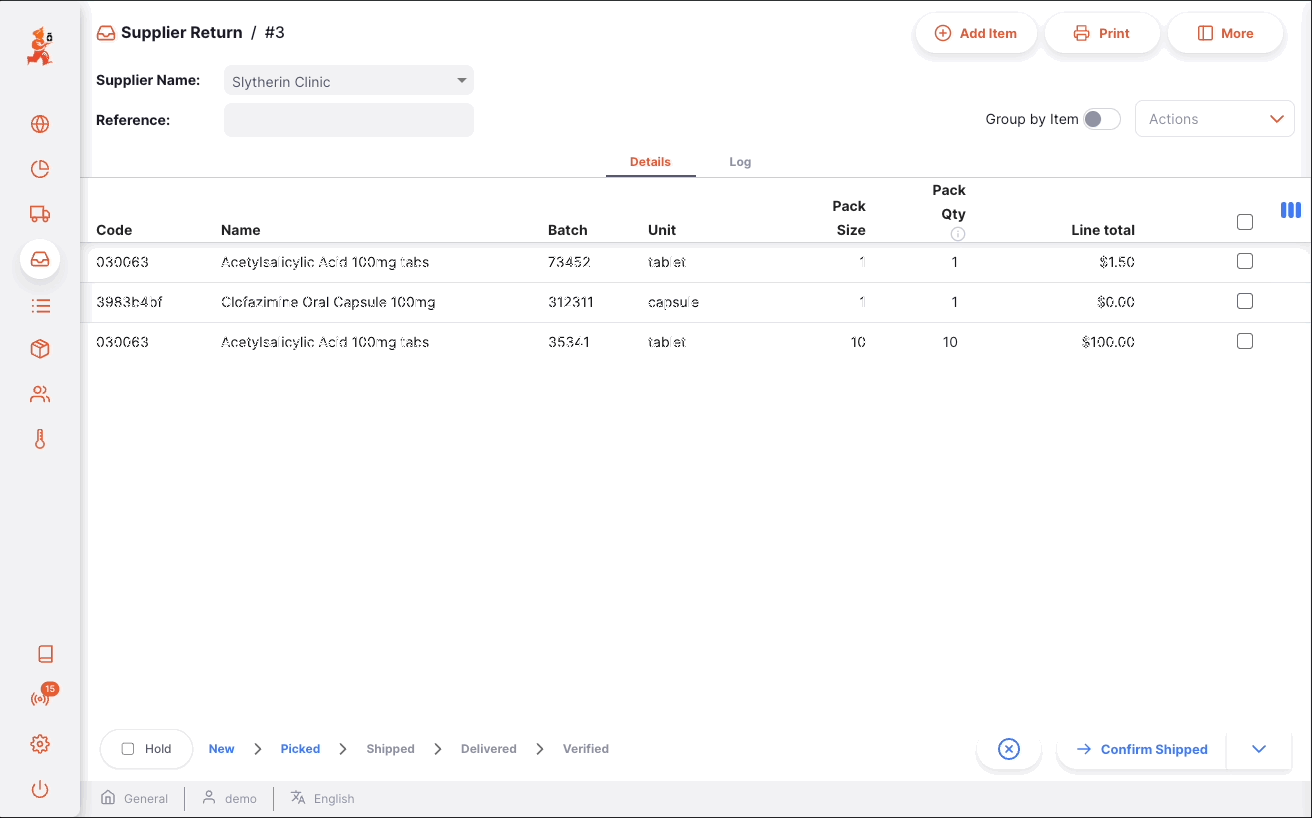 Supplier Return / #3
Add Item
Print
More
Supplier Name:
Slytherin Clinic
Reference:
Group by Item
Actions
Details
Log
Code Name Batch Unit Pack Size Pack Qty Line total
030063 Acetylsalicylic Acid 100mg tabs 73452 tablet 1 1 $1.50
3983b4bf Clofazimine Oral Capsule 100mg 312311 capsule 1 1 $0.00
030063 Acetylsalicylic Acid 100mg tabs 35341 tablet 10 10 $100.00
15
Hold
New
Picked
Shipped
Delivered
Verified
Confirm Shipped
General
demo
English